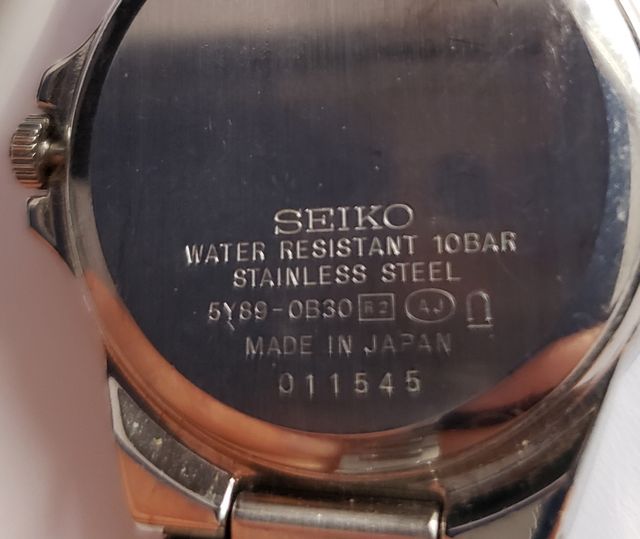 SEIKO
WATER RESISTANT 10BAR
STAINLESS STEEL
5Y89-0B30 R2 AJ
MADE IN JAPAN
011545